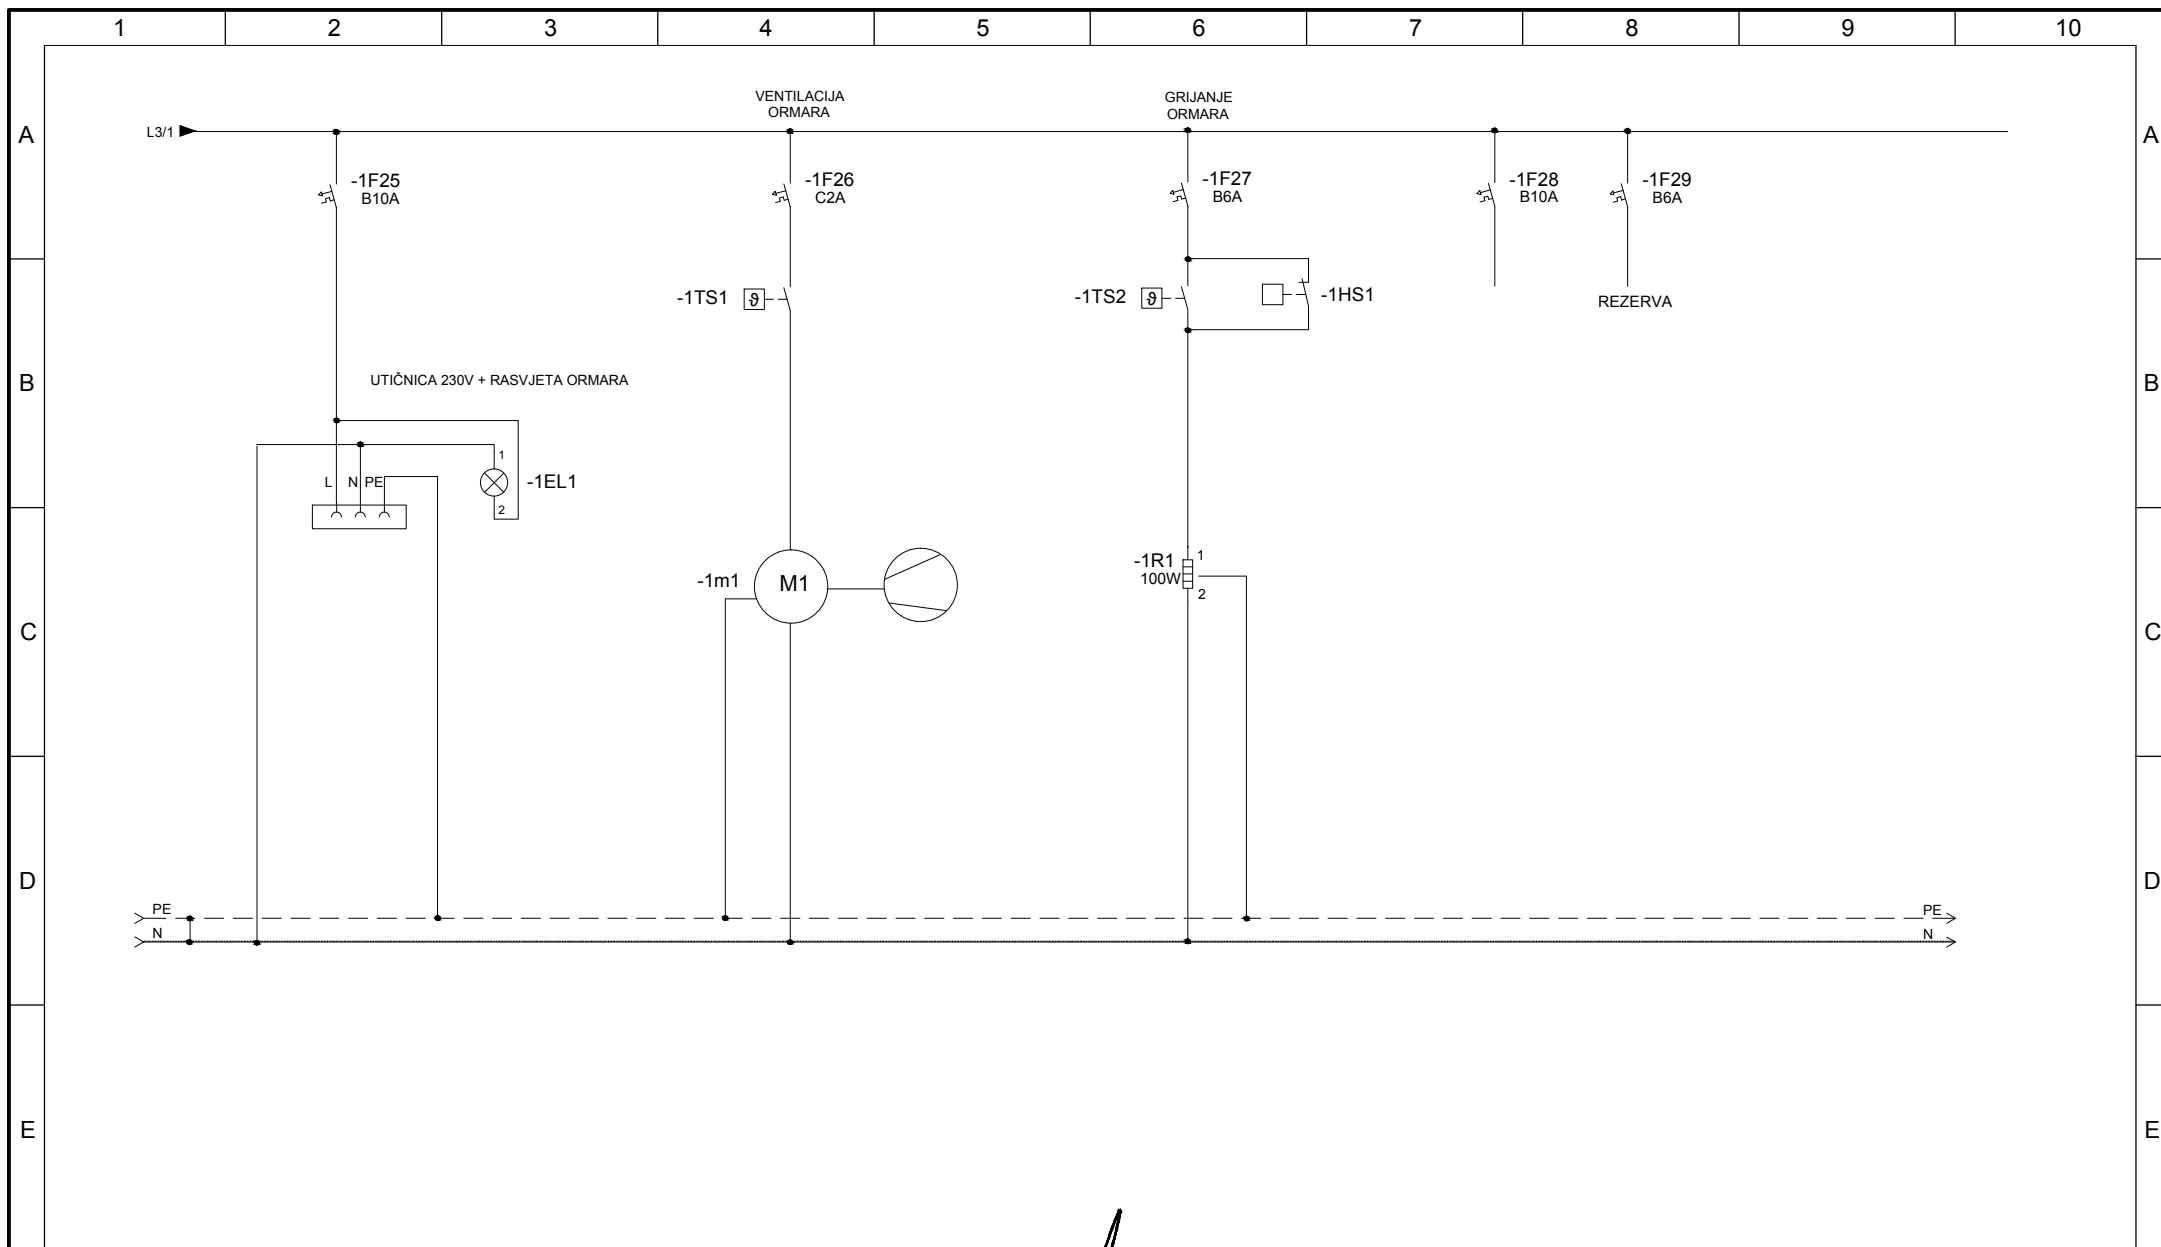 1 2 3 4 5 6 7 8 9 10
VENTILACIJA
ORMARA
GRIJANJE
ORMARA
A
L3/1
A
-1F25
B10A
-1F26
C2A
-1F27
B6A
-1F28
B10A
-1F29
B6A
-1TS1
ϑ
-1TS2
ϑ
-1HS1
REZERVA
B
UTIČNICA 230V + RASVJETA ORMARA
B
1
L N PE
-1EL1
2
-1m1
M1
-1R1
100W
1
2
C
C
D
D
PE
PE
N
N
E
E